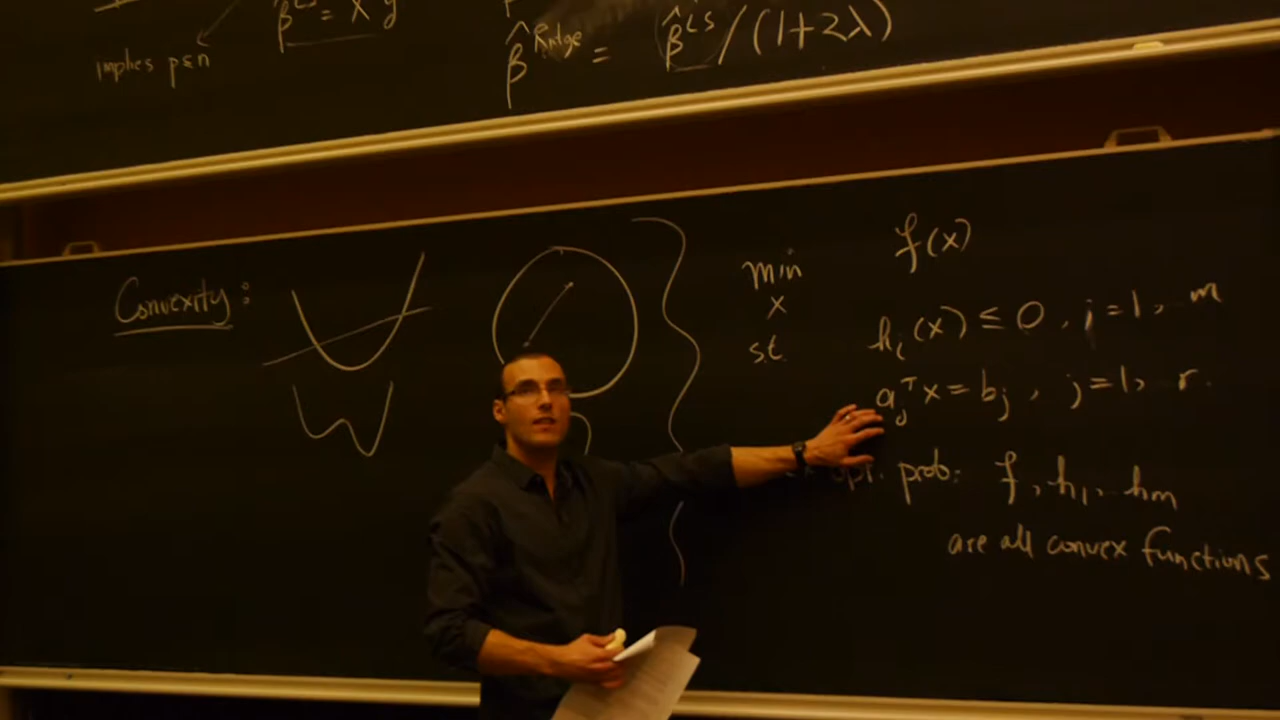 implies p≤n
β̂^LS = X^T y
β̂^Ridge = β̂^LS/(1+2λ)
Convexity:
min f(x)
x
s.t. h_i(x) ≤ 0, i=1, m
a_j^T x = b_j, j=1, r.
opt. prob: f, h_1, h_m
are all convex functions